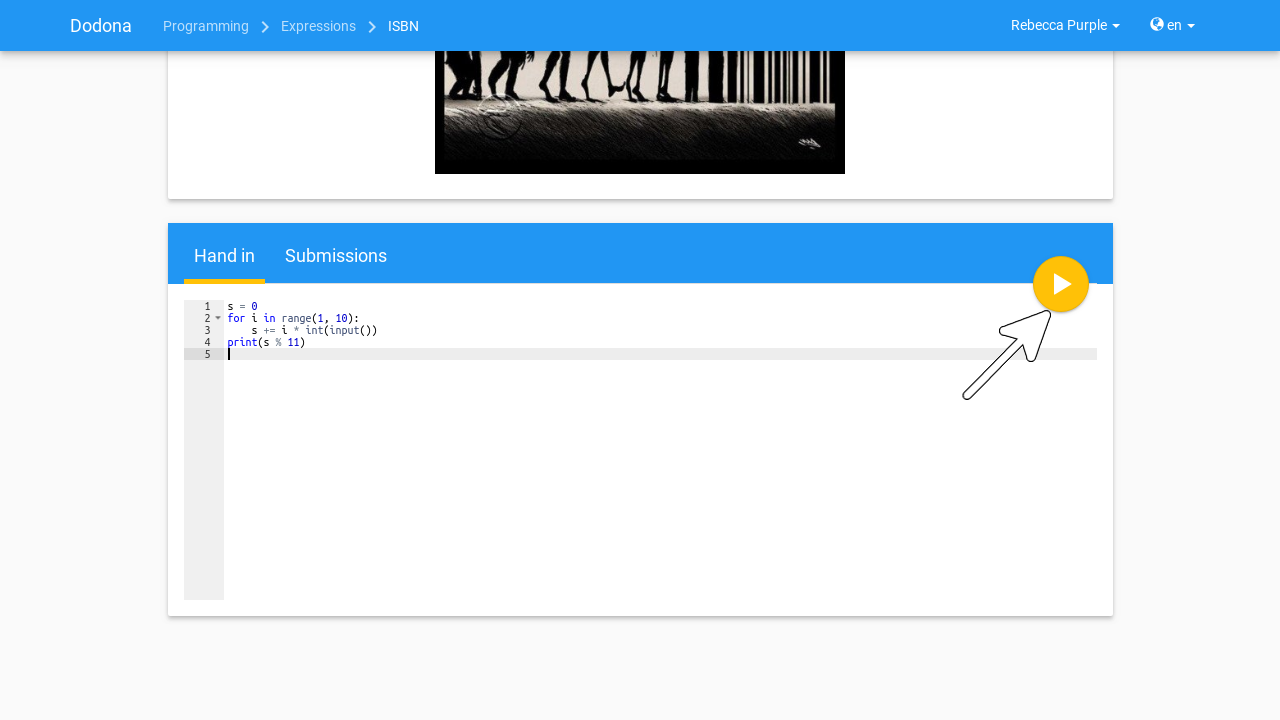 Dodona Programming Expressions ISBN Rebecca Purple en
Hand in Submissions
1 s = 0
2 for i in range(1, 10):
3     s += i * int(input())
4 print(s % 11)
5